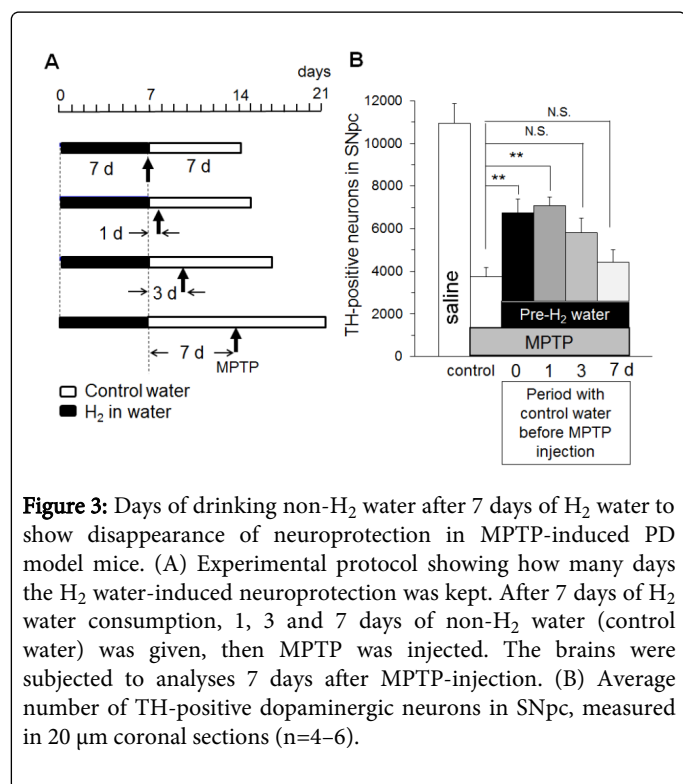 A
days
0 7 14 21
7 d 7 d
1 d
3 d
7 d
MPTP
Control water
H₂ in water
B
TH-positive neurons in SNpc
12000
10000
8000
6000
4000
2000
0
N.S.
N.S.
**
**
saline
Pre-H₂ water
MPTP
control 0 1 3 7 d
Period with
control water
before MPTP
injection
Figure 3: Days of drinking non-H₂ water after 7 days of H₂ water to
show disappearance of neuroprotection in MPTP-induced PD
model mice. (A) Experimental protocol showing how many days
the H₂ water-induced neuroprotection was kept. After 7 days of H₂
water consumption, 1, 3 and 7 days of non-H₂ water (control
water) was given, then MPTP was injected. The brains were
subjected to analyses 7 days after MPTP-injection. (B) Average
number of TH-positive dopaminergic neurons in SNpc, measured
in 20 μm coronal sections (n=4–6).